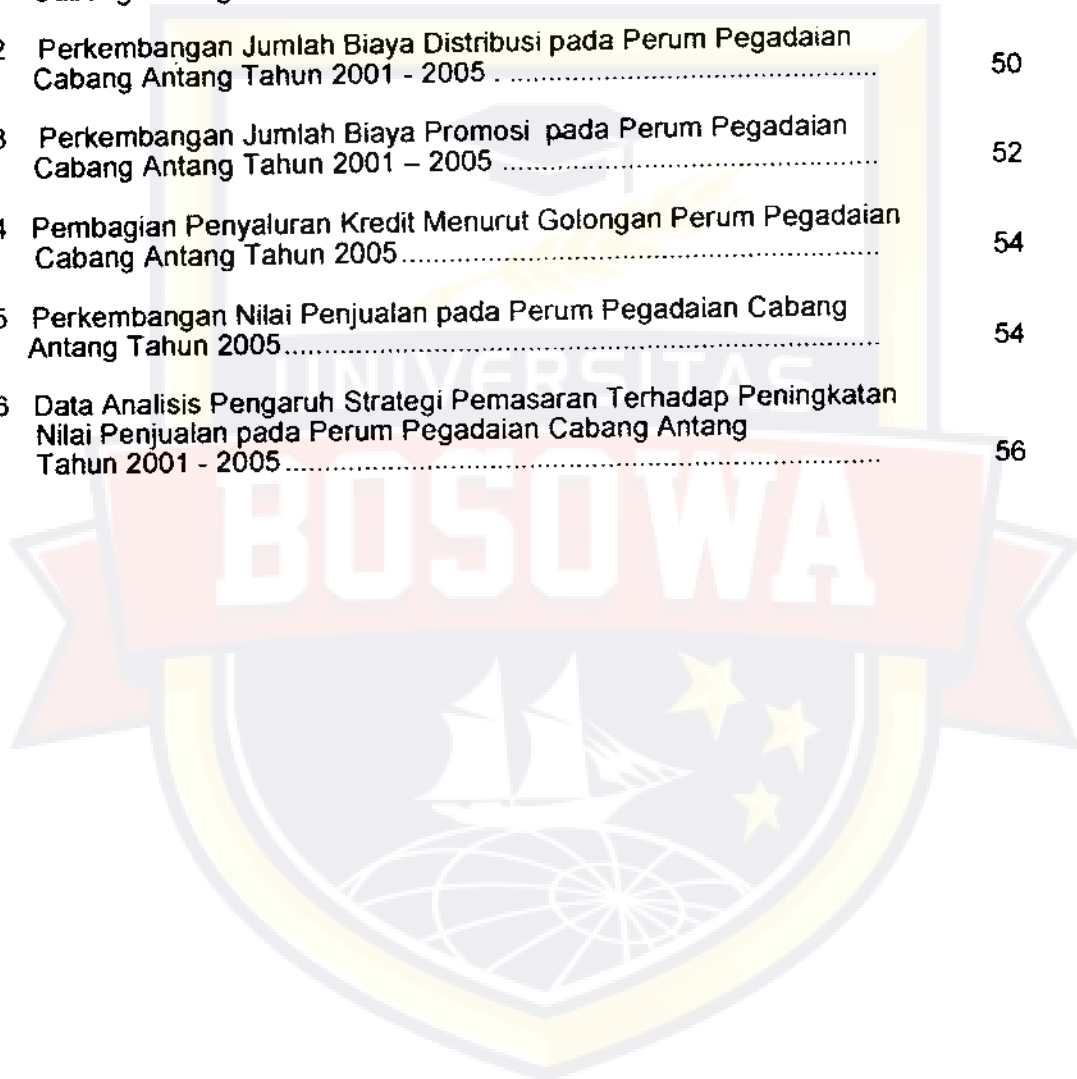 2 Perkembangan Jumlah Biaya Distribusi pada Perum Pegadaian
Cabang Antang Tahun 2001 - 2005 . ........................................................ 50
3 Perkembangan Jumlah Biaya Promosi pada Perum Pegadaian
Cabang Antang Tahun 2001 – 2005 ........................................................ 52
4 Pembagian Penyaluran Kredit Menurut Golongan Perum Pegadaian
Cabang Antang Tahun 2005........................................................................ 54
5 Perkembangan Nilai Penjualan pada Perum Pegadaian Cabang
Antang Tahun 2005........................................................................................ 54
6 Data Analisis Pengaruh Strategi Pemasaran Terhadap Peningkatan
Nilai Penjualan pada Perum Pegadaian Cabang Antang
Tahun 2001 - 2005........................................................................................ 56
UNIVERSITAS
BOSOWA